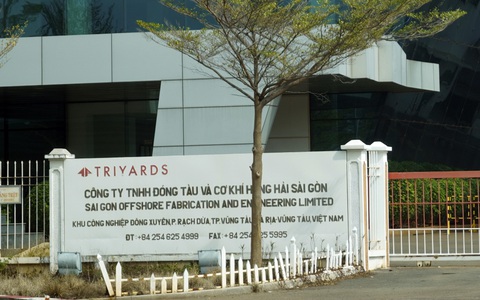 TRIYARDS
CÔNG TY TNHH ĐÓNG TÀU VÀ CƠ KHÍ HÀNG HẢI SÀI GÒN
SAI GON OFFSHORE FABRICATION AND ENGINEERING LIMITED
KHU CÔNG NGHIỆP ĐÔNG XUYÊN, P. RẠCH DỪA, TP. VŨNG TÀU, BÀ RỊA-VŨNG TÀU, VIỆT NAM
ĐT :+84 254 625 4999 FAX :+84 254 625 5995